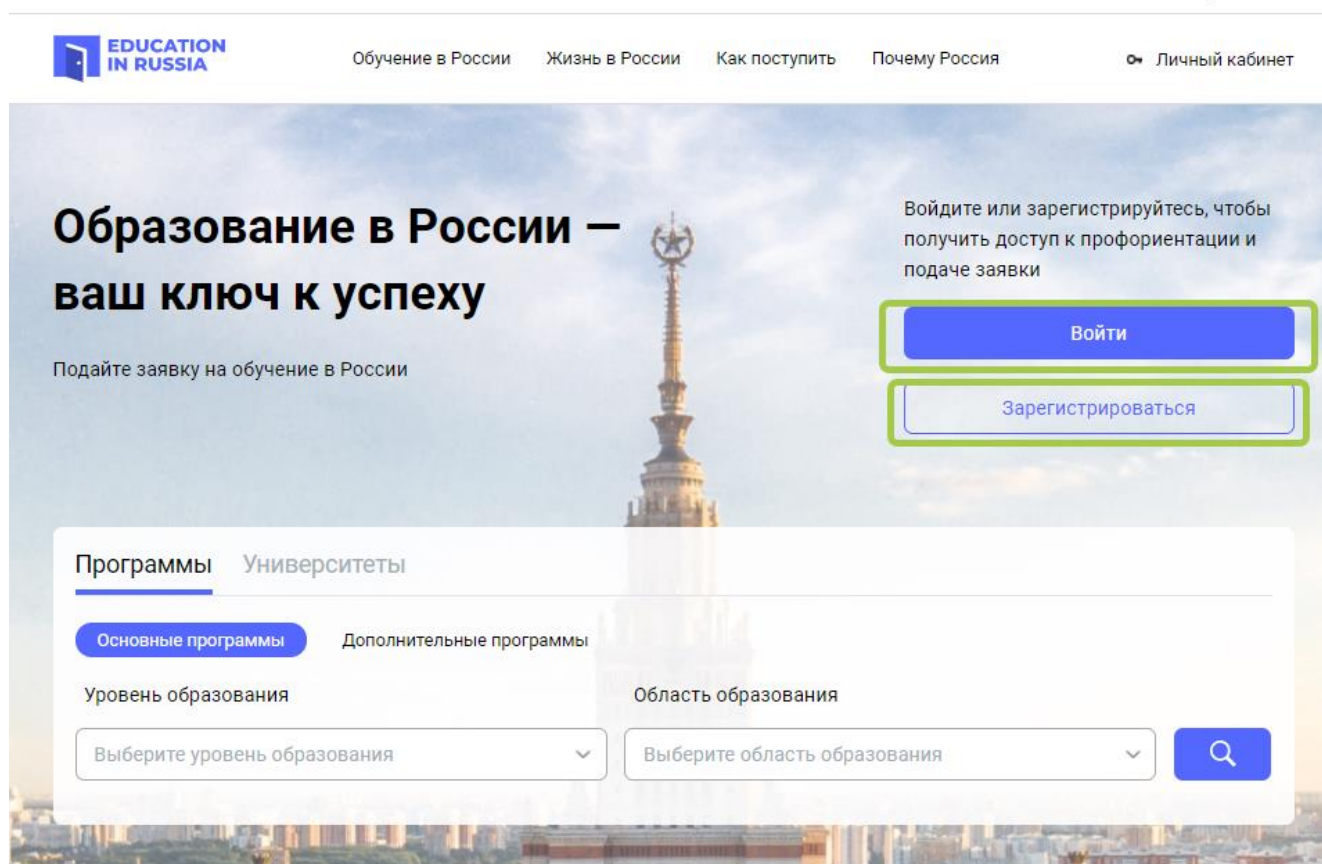 EDUCATION
IN RUSSIA
Обучение в России Жизнь в России Как поступить Почему Россия Личный кабинет
Образование в России —
ваш ключ к успеху
Подайте заявку на обучение в России
Войдите или зарегистрируйтесь, чтобы
получить доступ к профориентации и
подаче заявки
Войти
Зарегистрироваться
Программы Университеты
Основные программы Дополнительные программы
Уровень образования Область образования
Выберите уровень образования Выберите область образования